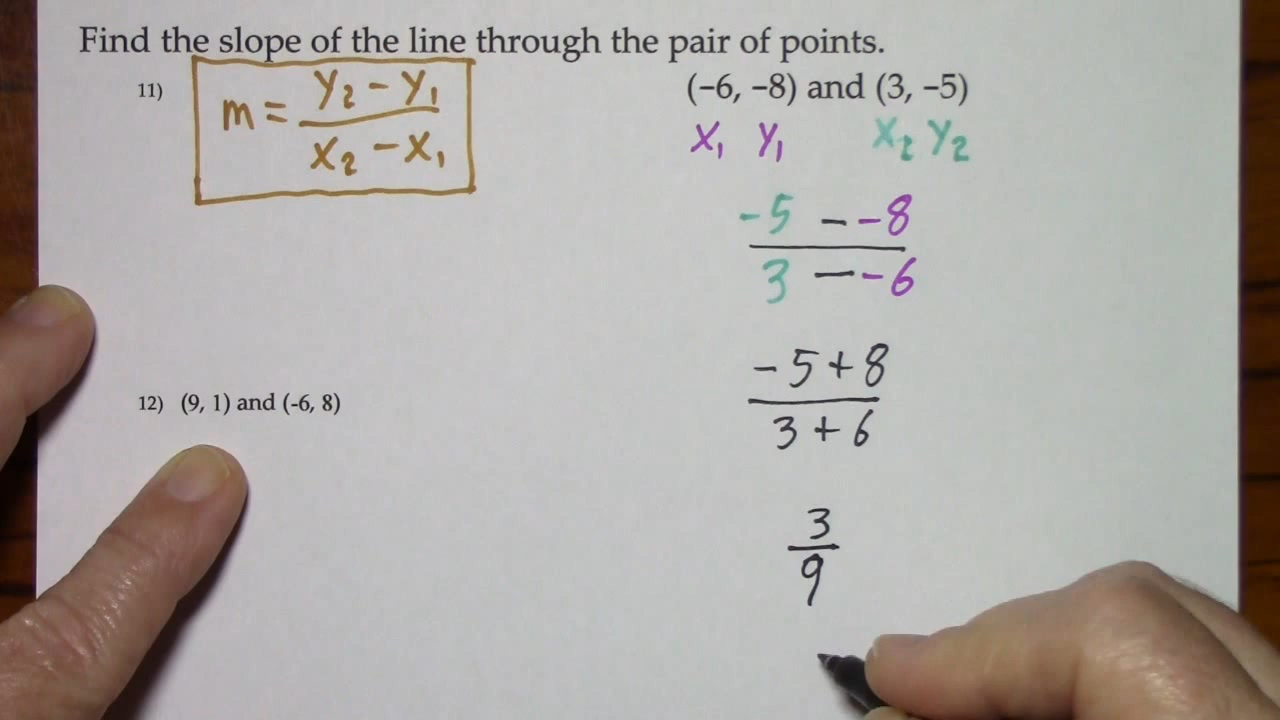 Find the slope of the line through the pair of points.
11)
m = y₂ - y₁
x₂ - x₁
(–6, –8) and (3, –5)
x₁ y₁ x₂ y₂
-5 - -8
3 - -6
-5+8
3+6
3
9
12) (9, 1) and (-6, 8)